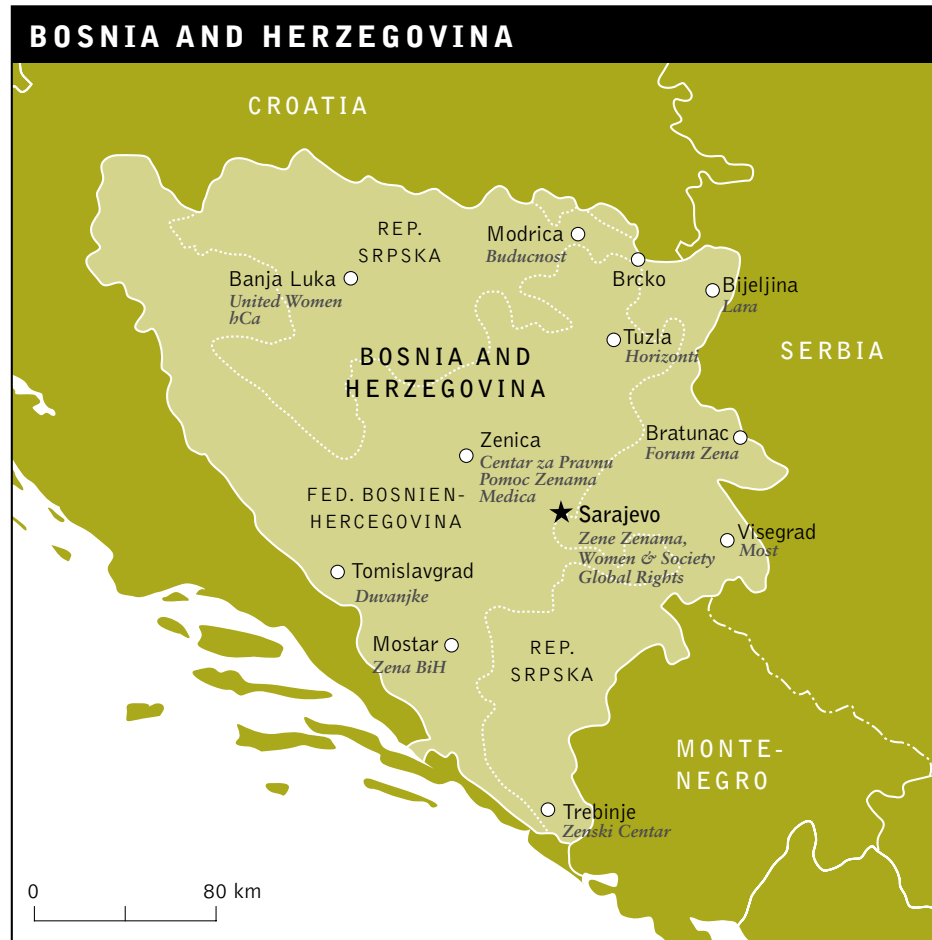 BOSNIA AND HERZEGOVINA
CROATIA
REP.
SRPSKA
Modrica
Buducnost
Banja Luka
United Women
hCa
Brcko
Bijeljina
Lara
Tuzla
Horizonti
SERBIA
BOSNIA AND
HERZEGOVINA
Zenica
Centar za Pravnu
Pomoc Zenama
Medica
Bratunac
Forum Zena
FED. BOSNIEN-
HERCEGOVINA
Sarajevo
Zene Zenama,
Women & Society
Global Rights
Visegrad
Most
Tomislavgrad
Duvanjke
Mostar
Zena BiH
REP.
SRPSKA
MONTE-
NEGRO
Trebinje
Zenski Centar
0 80 km